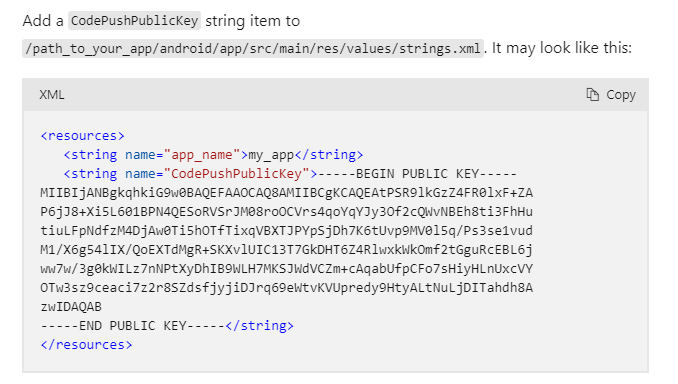 Add a CodePushPublicKey string item to
/path_to_your_app/android/app/src/main/res/values/strings.xml. It may look like this:
XML
Copy
<resources>
<string name="app_name">my_app</string>
<string name="CodePushPublicKey">-----BEGIN PUBLIC KEY-----
MIIBIjANBgkqhkiG9w0BAQEFAAOCAQ8AMIIBCgKCAQEAtPSR9lkGzZ4FR0lxF+ZA
P6jJ8+Xi5L601BPN4QESoRVSrJM08roOCVrs4qoYqYJy3Of2cQWvNBEh8ti3FhHu
tiuLFpNdfzM4DjAw0Ti5hOTfTixqVBXTJPYpSjDh7K6tUvp9MV0l5q/Ps3se1vud
M1/X6g54lIX/QoEXTdMgR+SKXvlUIC13T7GkDHT6Z4RlwxkWkOmf2tGguRcEBL6j
ww7w/3g0kWILz7nNPtXyDhIB9WLH7MKSJWdVCZm+cAqabUfpCFo7sHiyHLnUxcVY
OTw3sz9ceaci7z2r8SZdsfjyjiDJrq69eWtvKVUpredy9HtyALtNuLjDITahdh8A
zwIDAQAB
-----END PUBLIC KEY-----</string>
</resources>